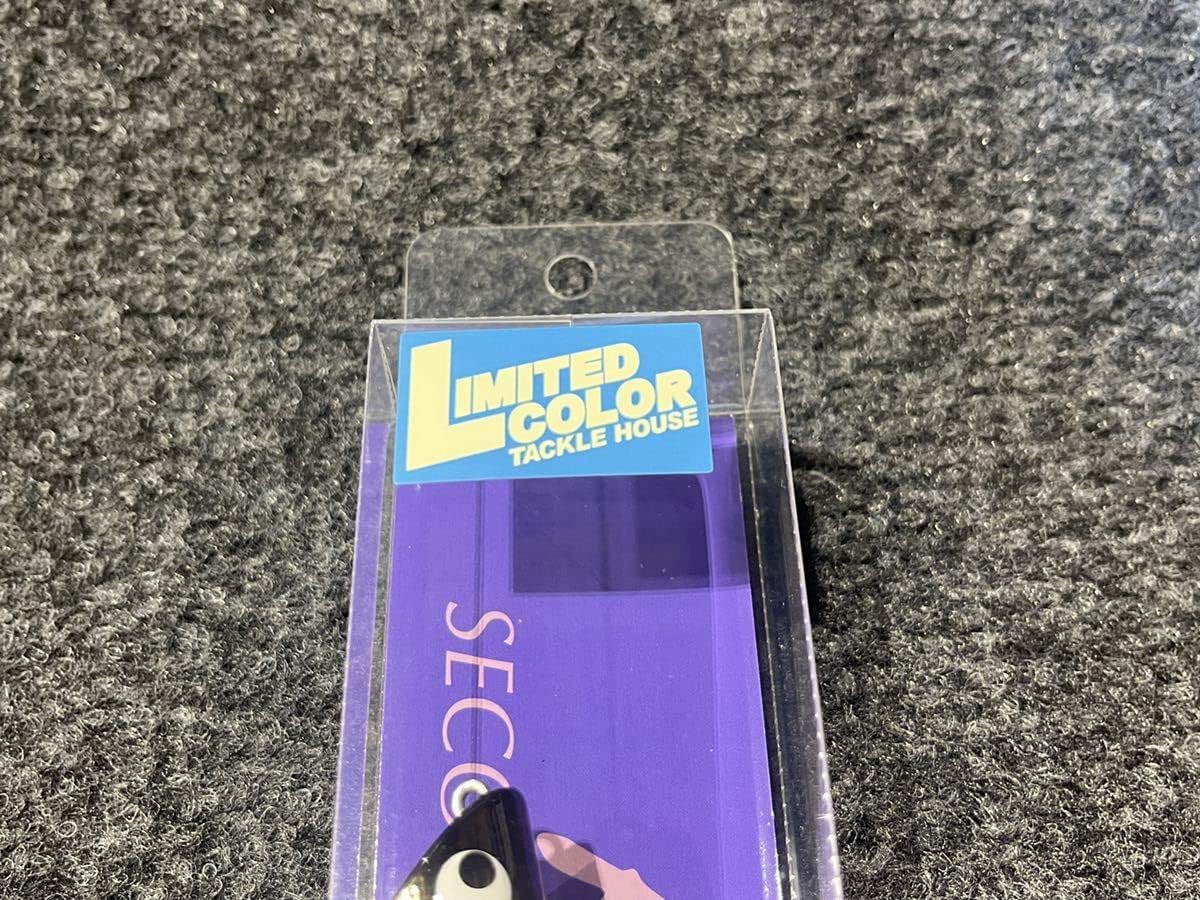 LIMITED
COLOR
TACKLE HOUSE
SECO